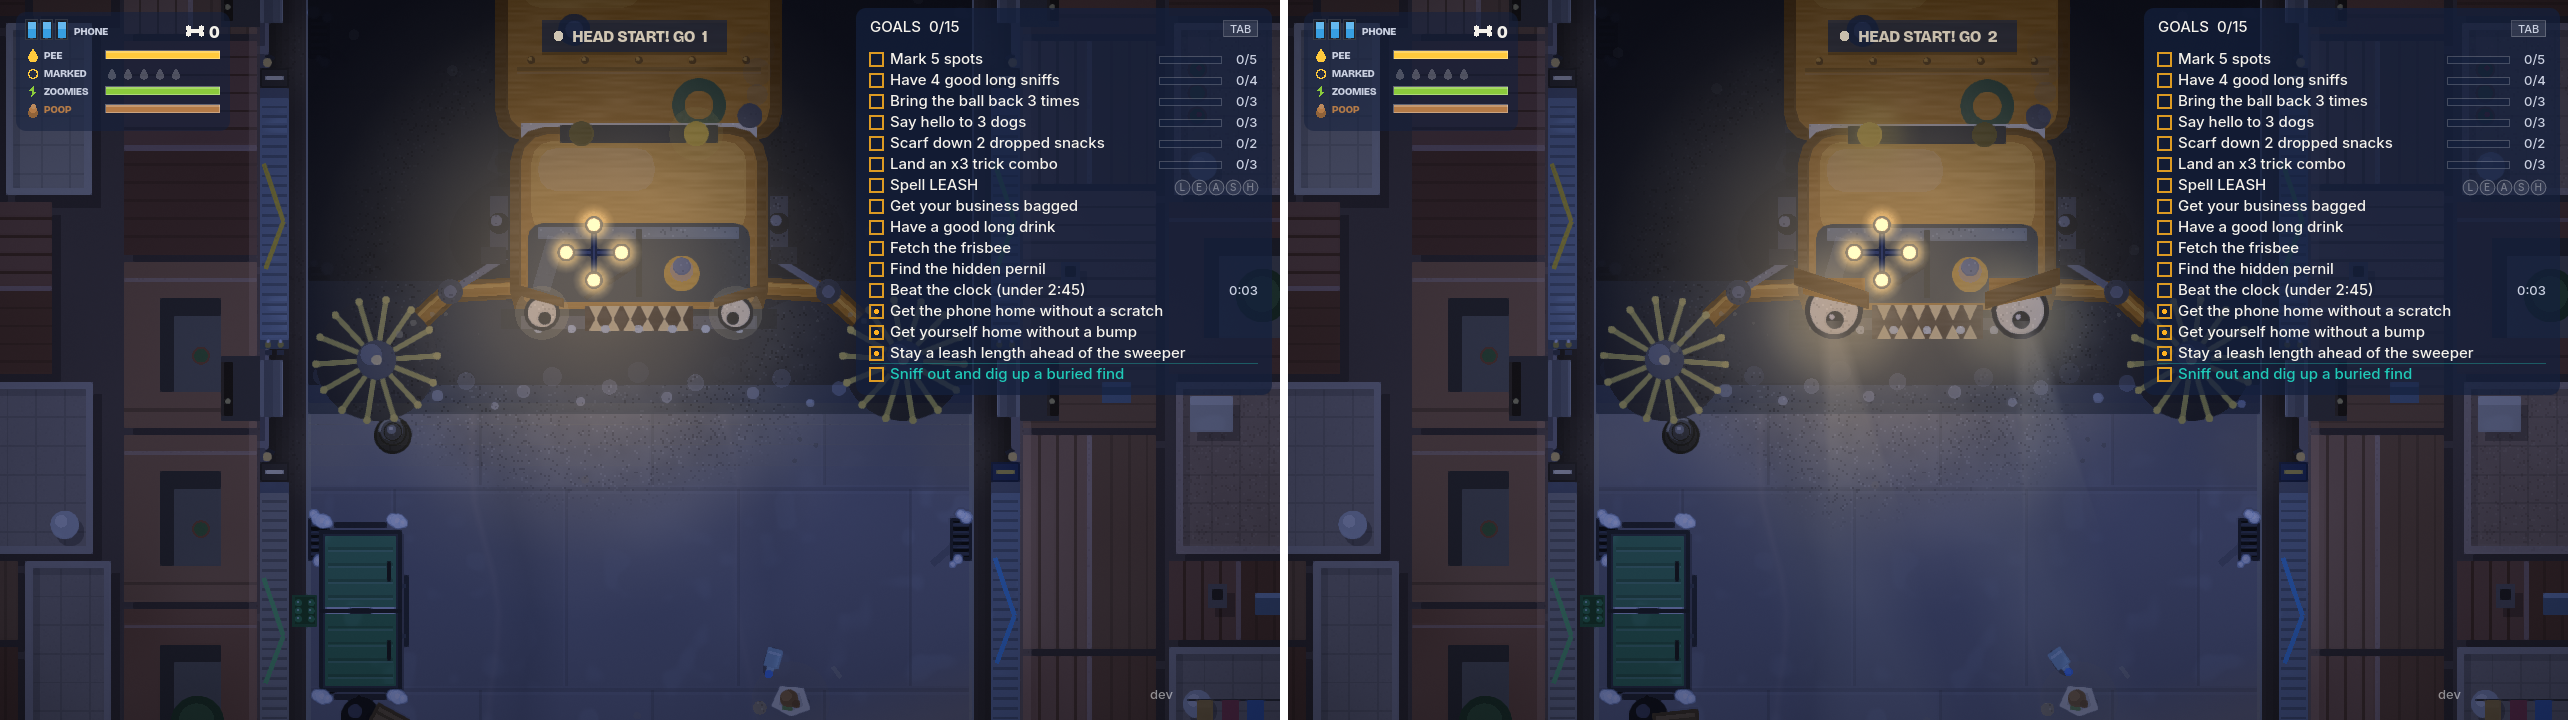 PHONE
0
PEE
MARKED
ZOOMIES
POOP
HEAD START! GO 1
GOALS 0/15
TAB
Mark 5 spots 0/5
Have 4 good long sniffs 0/4
Bring the ball back 3 times 0/3
Say hello to 3 dogs 0/3
Scarf down 2 dropped snacks 0/2
Land an x3 trick combo 0/3
Spell LEASH L E A S H
Get your business bagged
Have a good long drink
Fetch the frisbee
Find the hidden pernil
Beat the clock (under 2:45) 0:03
Get the phone home without a scratch
Get yourself home without a bump
Stay a leash length ahead of the sweeper
Sniff out and dig up a buried find
dev
PHONE
0
PEE
MARKED
ZOOMIES
POOP
HEAD START! GO 2
GOALS 0/15
TAB
Mark 5 spots 0/5
Have 4 good long sniffs 0/4
Bring the ball back 3 times 0/3
Say hello to 3 dogs 0/3
Scarf down 2 dropped snacks 0/2
Land an x3 trick combo 0/3
Spell LEASH L E A S H
Get your business bagged
Have a good long drink
Fetch the frisbee
Find the hidden pernil
Beat the clock (under 2:45) 0:03
Get the phone home without a scratch
Get yourself home without a bump
Stay a leash length ahead of the sweeper
Sniff out and dig up a buried find
dev